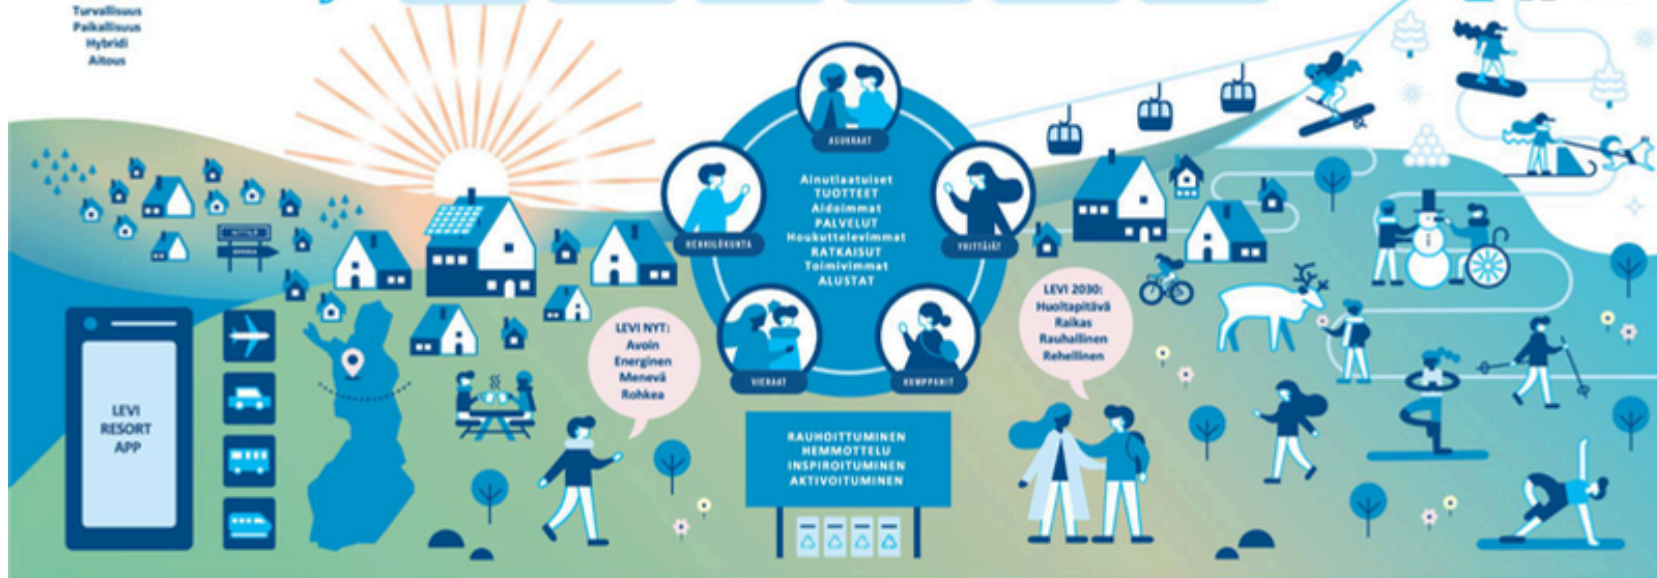 Turvallisuus
Paikallisuus
Hybridi
Aitous
ASUKKAAT
HENKILÖKUNTA
YRITTÄJÄT
VIERAAT
KUMPPANIT
Ainutlaatuiset
TUOTTEET
Aidoimmat
PALVELUT
Houkuttelevimmat
RATKAISUT
Toimivimmat
ALUSTAT
LEVI NYT:
Avoin
Energinen
Menevä
Rohkea
LEVI 2030:
Huoltapitävä
Raikas
Rauhallinen
Rehellinen
LEVI
RESORT
APP
RAUHOITTUMINEN
HEMMOTTELU
INSPIROITUMINEN
AKTIVOITUMINEN